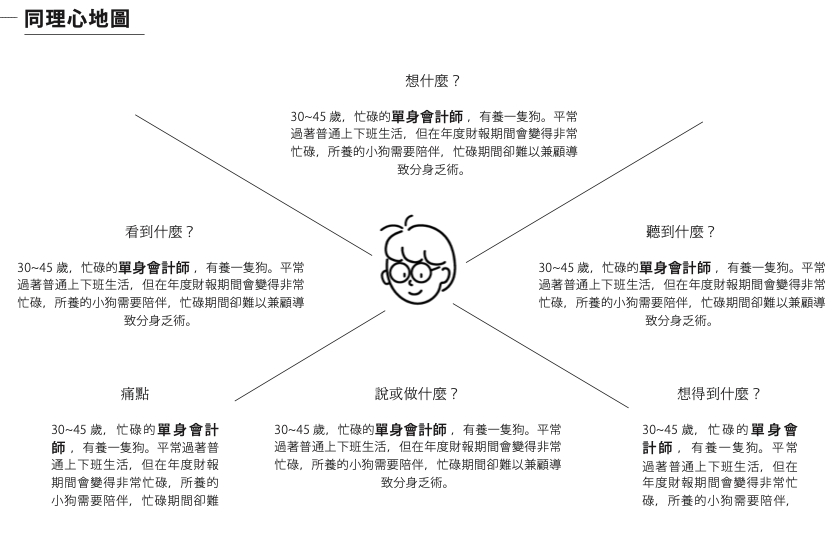 同理心地圖
想什麼？
30~45 歲，忙碌的單身會計師，有養一隻狗。平常
過著普通上下班生活，但在年度財報期間會變得非常
忙碌，所養的小狗需要陪伴，忙碌期間卻難以兼顧導
致分身乏術。
看到什麼？
30~45 歲，忙碌的單身會計師，有養一隻狗。平常
過著普通上下班生活，但在年度財報期間會變得非常
忙碌，所養的小狗需要陪伴，忙碌期間卻難以兼顧導
致分身乏術。
聽到什麼？
30~45 歲，忙碌的單身會計師，有養一隻狗。平常
過著普通上下班生活，但在年度財報期間會變得非常
忙碌，所養的小狗需要陪伴，忙碌期間卻難以兼顧導
致分身乏術。
痛點
30~45 歲，忙碌的單身會計
師，有養一隻狗。平常過著普
通上下班生活，但在年度財報
期間會變得非常忙碌，所養的
小狗需要陪伴，忙碌期間卻難
說或做什麼？
30~45 歲，忙碌的單身會計師，有養一隻狗。平常
過著普通上下班生活，但在年度財報期間會變得非常
忙碌，所養的小狗需要陪伴，忙碌期間卻難以兼顧導
致分身乏術。
想得到什麼？
30~45 歲，忙碌的單身會
計師，有養一隻狗。平常
過著普通上下班生活，但在
年度財報期間會變得非常忙
碌，所養的小狗需要陪伴，